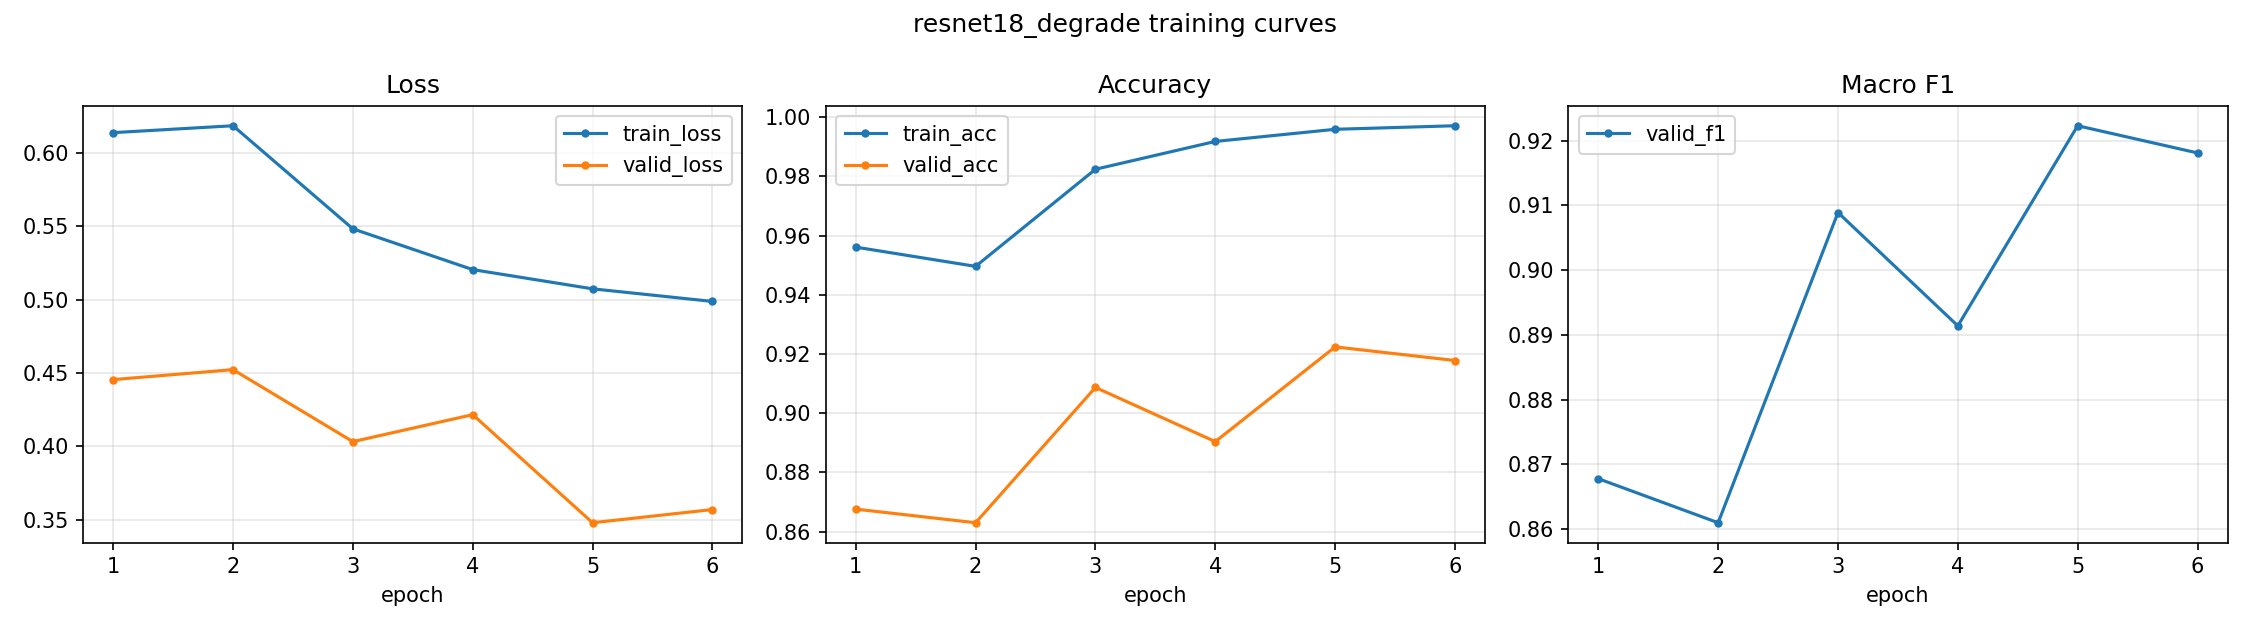 resnet18_degrade training curves
Loss
train_loss
valid_loss
0.60
0.55
0.50
0.45
0.40
0.35
1 2 3 4 5 6
epoch
Accuracy
train_acc
valid_acc
1.00
0.98
0.96
0.94
0.92
0.90
0.88
0.86
1 2 3 4 5 6
epoch
Macro F1
valid_f1
0.92
0.91
0.90
0.89
0.88
0.87
0.86
1 2 3 4 5 6
epoch